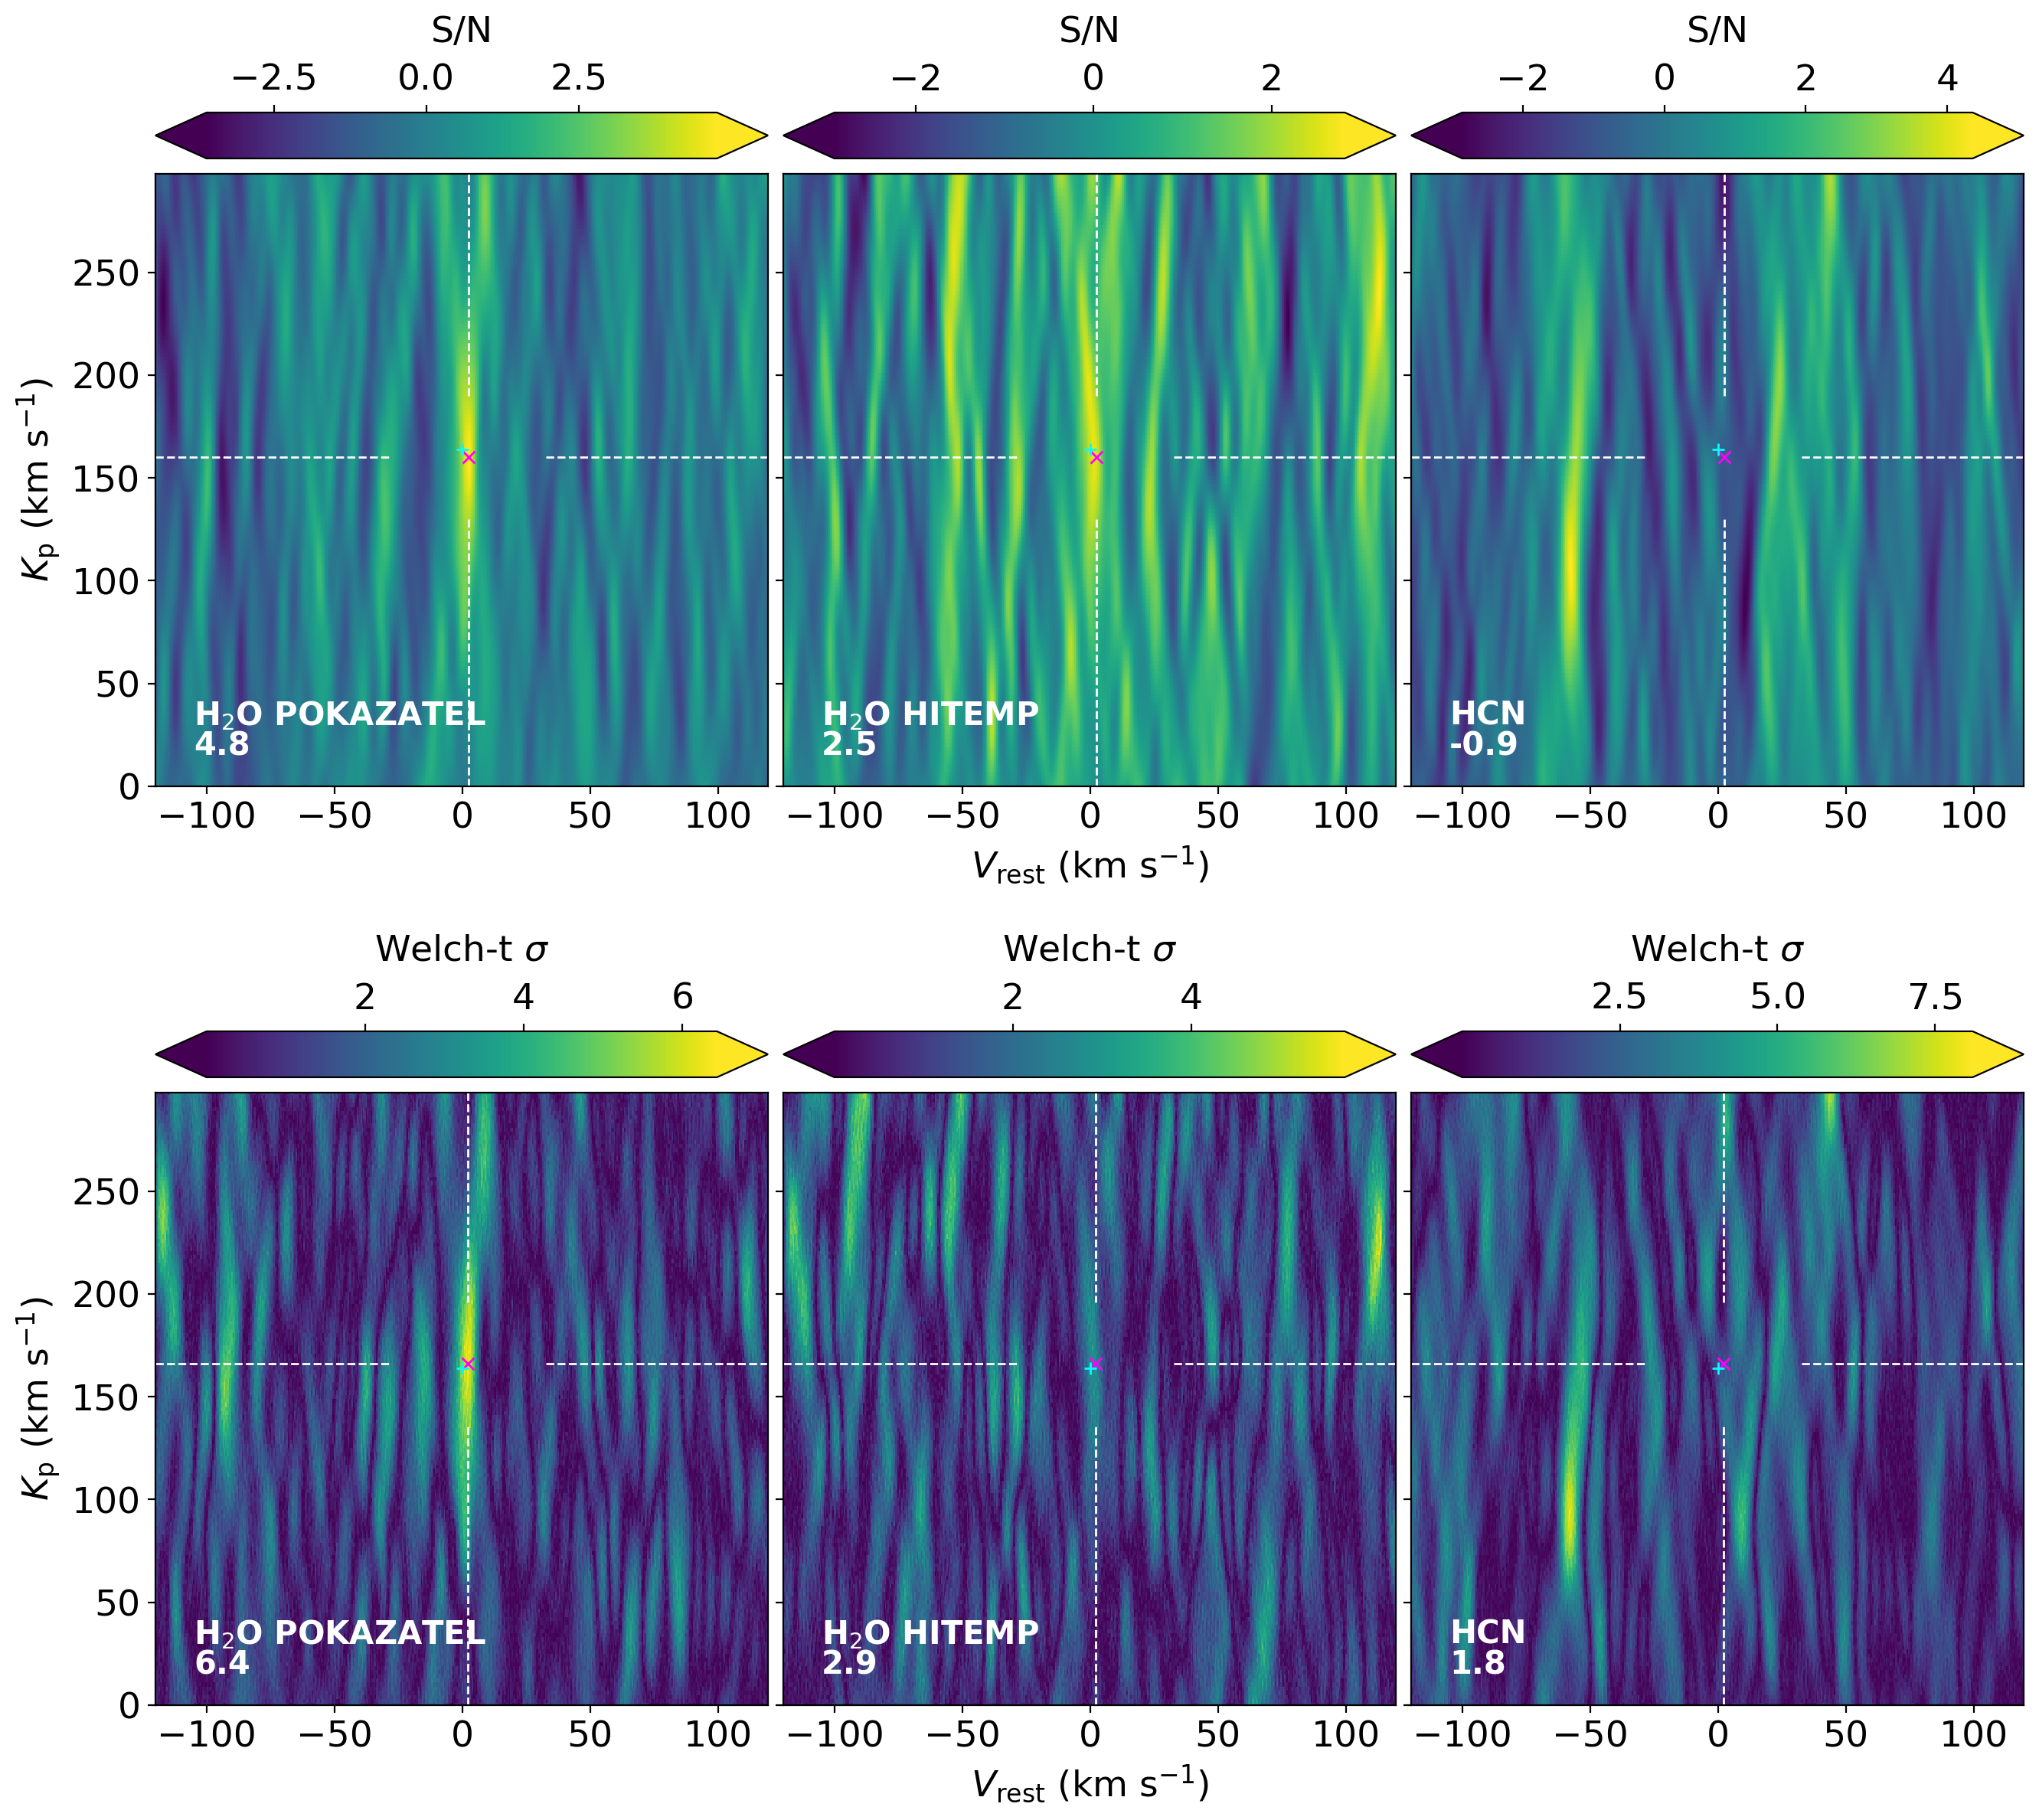 S/N S/N S/N
−2.5 0.0 2.5 −2 0 2 −2 0 2 4
250
200
150
100
50
0
Kp (km s−1)
H2O POKAZATEL
4.8
H2O HITEMP
2.5
HCN
-0.9
−100 −50 0 50 100 −100 −50 0 50 100 −100 −50 0 50 100
Vrest (km s−1)
Welch-t σ Welch-t σ Welch-t σ
2 4 6 2 4 2.5 5.0 7.5
250
200
150
100
50
0
Kp (km s−1)
H2O POKAZATEL
6.4
H2O HITEMP
2.9
HCN
1.8
−100 −50 0 50 100 −100 −50 0 50 100 −100 −50 0 50 100
Vrest (km s−1)